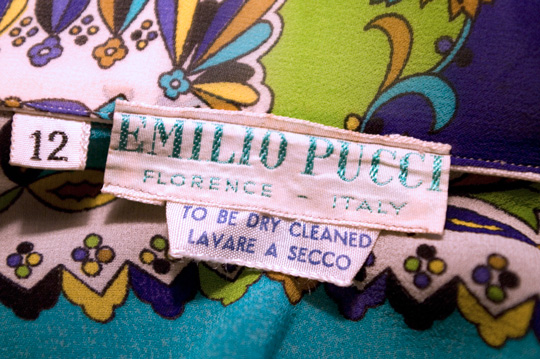 12
EMILIO PUCCI
FLORENCE - ITALY
TO BE DRY CLEANED
LAVARE A SECCO